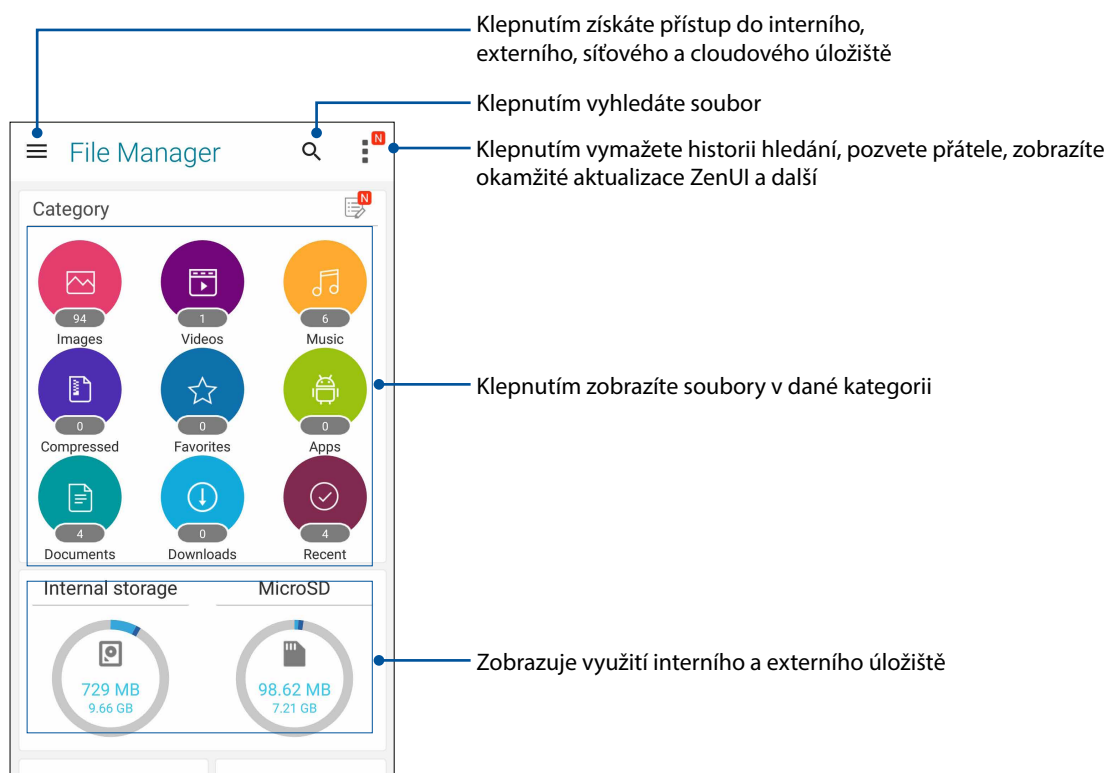 Klepnutím získáte přístup do interního,
externího, síťového a cloudového úložiště
Klepnutím vyhledáte soubor
File Manager
N
Klepnutím vymažete historii hledání, pozvete přátele, zobrazíte
okamžité aktualizace ZenUI a další
Category
N
94
1
6
Images
Videos
Music
Klepnutím zobrazíte soubory v dané kategorii
0
0
0
Compressed
Favorites
Apps
4
0
4
Documents
Downloads
Recent
Internal storage
MicroSD
Zobrazuje využití interního a externího úložiště
729 MB
9.66 GB
98.62 MB
7.21 GB